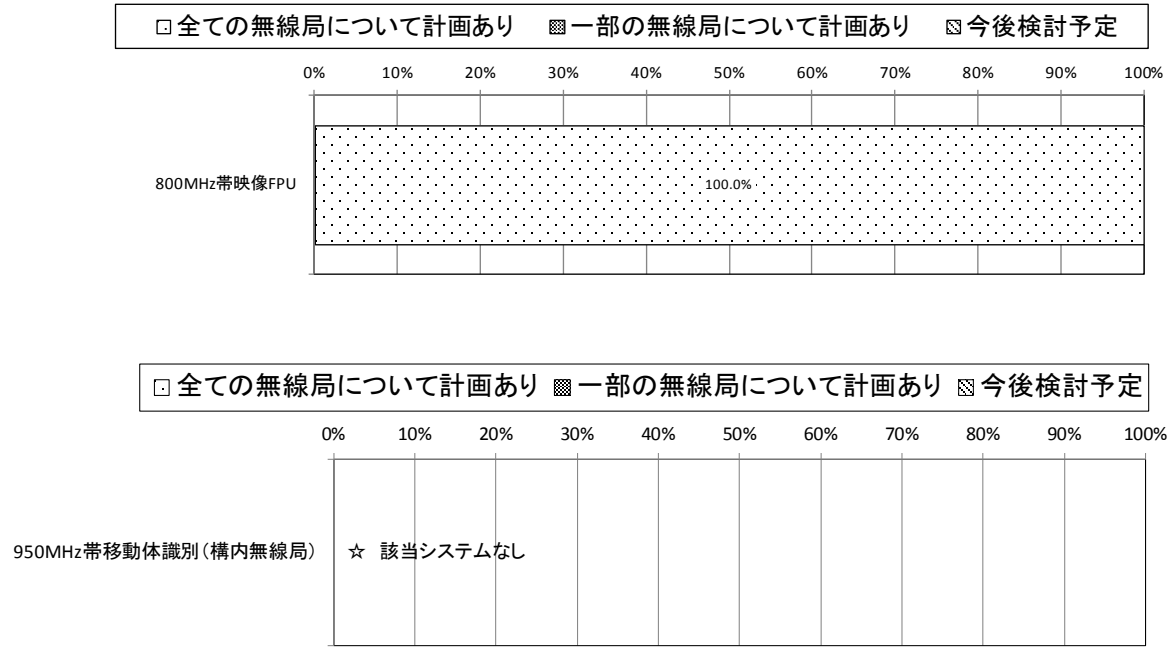 全ての無線局について計画あり 一部の無線局について計画あり 今後検討予定
0% 10% 20% 30% 40% 50% 60% 70% 80% 90% 100%
800MHz帯映像FPU
100.0%
全ての無線局について計画あり 一部の無線局について計画あり 今後検討予定
0% 10% 20% 30% 40% 50% 60% 70% 80% 90% 100%
950MHz帯移動体識別(構内無線局)
☆ 該当システムなし